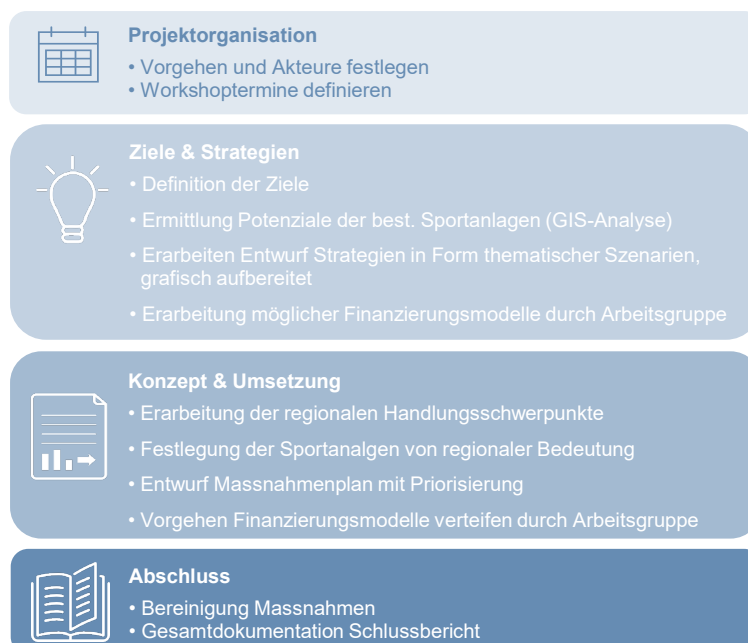 Projektorganisation
• Vorgehen und Akteure festlegen
• Workshoptermine definieren
Ziele & Strategien
• Definition der Ziele
• Ermittlung Potenziale der best. Sportanlagen (GIS-Analyse)
• Erarbeiten Entwurf Strategien in Form thematischer Szenarien,
grafisch aufbereitet
• Erarbeitung möglicher Finanzierungsmodelle durch Arbeitsgruppe
Konzept & Umsetzung
• Erarbeitung der regionalen Handlungsschwerpunkte
• Festlegung der Sportanalgen von regionaler Bedeutung
• Entwurf Massnahmenplan mit Priorisierung
• Vorgehen Finanzierungsmodelle verteifen durch Arbeitsgruppe
Abschluss
• Bereinigung Massnahmen
• Gesamtdokumentation Schlussbericht